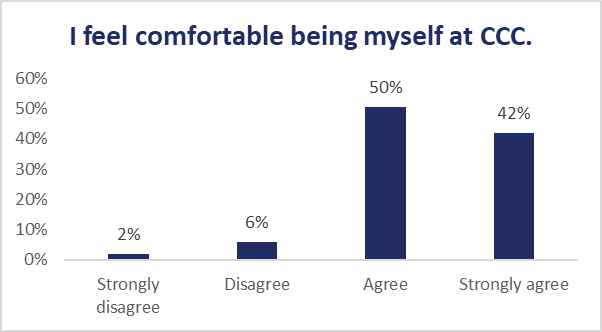 I feel comfortable being myself at CCC.
60%
50%
40%
30%
20%
10%
0%
2%
6%
50%
42%
Strongly
disagree
Disagree
Agree
Strongly agree